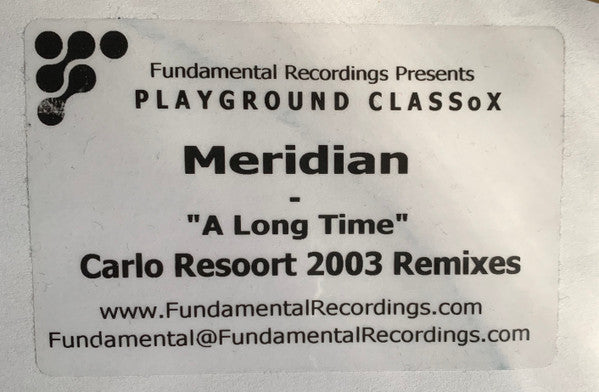 Fundamental Recordings Presents
PLAYGROUND CLASSoX
Meridian
-
"A Long Time"
Carlo Resoort 2003 Remixes
www.FundamentalRecordings.com
Fundamental@FundamentalRecordings.com